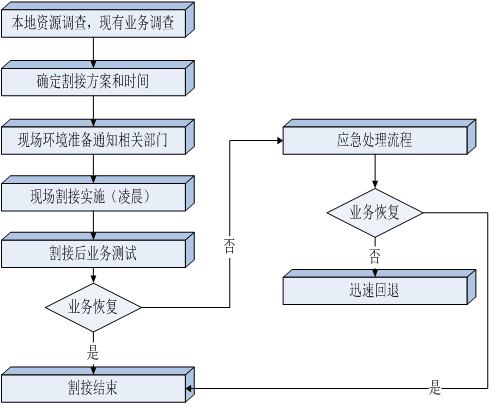 本地资源调查，现有业务调查
确定割接方案和时间
现场环境准备通知相关部门
现场割接实施（凌晨）
割接后业务测试
业务恢复
是
割接结束
否
应急处理流程
业务恢复
否
迅速回退
是